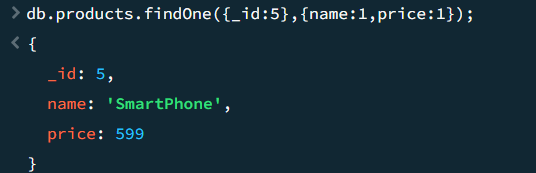 > db.products.findOne({_id:5},{name:1,price:1});
< {
_id: 5,
name: 'SmartPhone',
price: 599
}